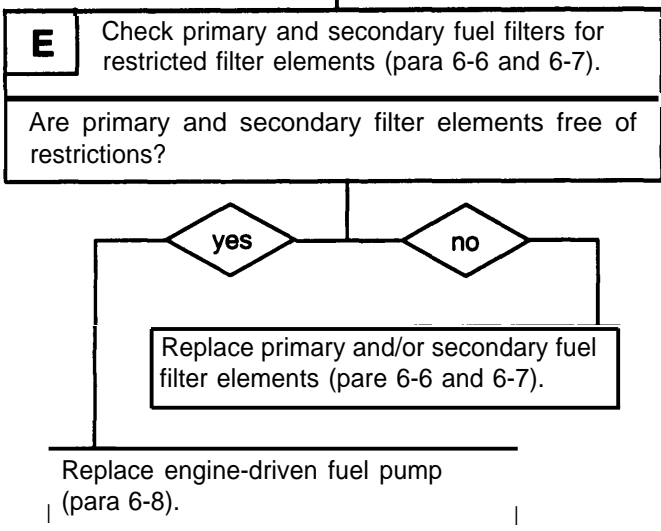 E
Check primary and secondary fuel filters for
restricted filter elements (para 6-6 and 6-7).
Are primary and secondary filter elements free of
restrictions?
yes
no
Replace primary and/or secondary fuel
filter elements (pare 6-6 and 6-7).
Replace engine-driven fuel pump
(para 6-8).